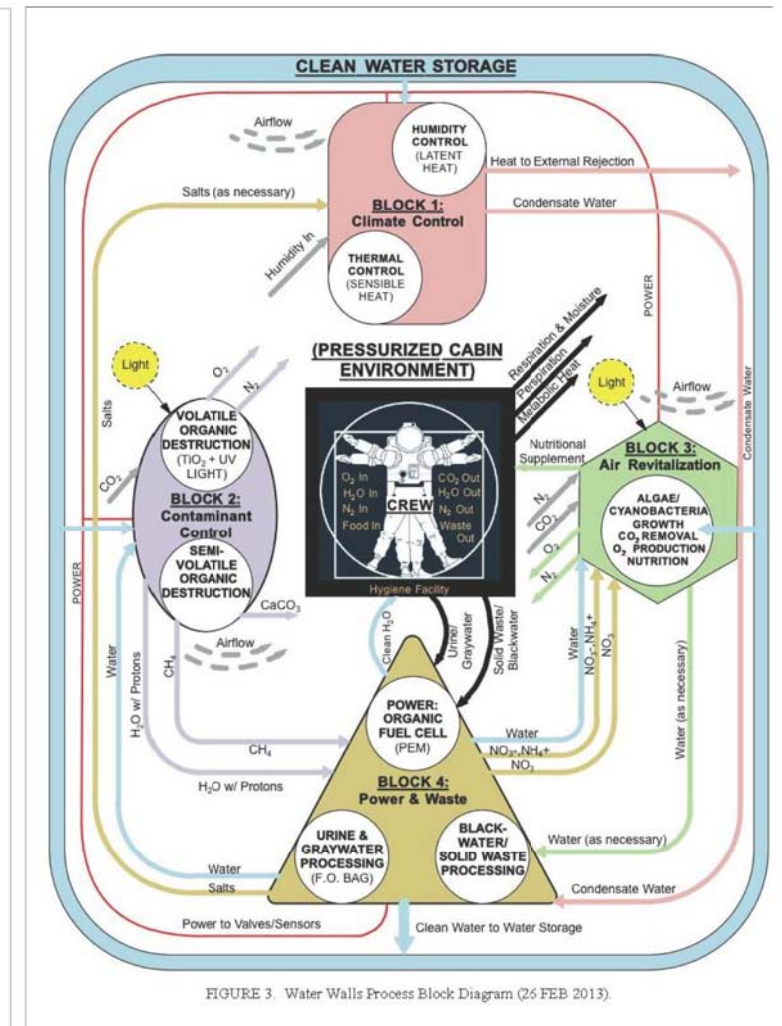 CLEAN WATER STORAGE
Airflow
HUMIDITY
CONTROL
(LATENT
HEAT)
Heat to External Rejection
Salts (as necessary)
BLOCK 1:
Climate Control
Condensate Water
Humidity In
THERMAL
CONTROL
(SENSIBLE
HEAT)
POWER
(PRESSURIZED CABIN
ENVIRONMENT)
Respiration & Moisture
Perspiration
Metabolic Heat
Light
O2
N2
Light
Airflow
Condensate Water
Salts
VOLATILE
ORGANIC
DESTRUCTION
(TiO2 + UV
LIGHT)
CO2
BLOCK 2:
Contaminant
Control
SEMI-
VOLATILE
ORGANIC
DESTRUCTION
Nutritional
Supplement
BLOCK 3:
Air Revitalization
O2 In
H2O In
N2 In
Food In
CREW
CO2 Out
H2O Out
N2 Out
Waste
Out
Hygiene Facility
N2
CO2
O2
N2
ALGAE/
CYANOBACTERIA
GROWTH
CO2 REMOVAL
O2 PRODUCTION
NUTRITION
POWER
CaCO3
Airflow
Water
H2O w/ Protons
CH4
Clean H2O
Urine/
Graywater
Solid Waste/
Blackwater
Water
NO3-,NH4+
NO3
Water (as necessary)
POWER:
ORGANIC
FUEL CELL
(PEM)
CH4
H2O w/ Protons
Water
NO3-,NH4+
NO3
BLOCK 4:
Power & Waste
URINE &
GRAYWATER
PROCESSING
(F.O. BAG)
BLACK-
WATER/
SOLID WASTE
PROCESSING
Water (as necessary)
Water
Salts
Condensate Water
Power to Valves/Sensors
Clean Water to Water Storage
FIGURE 3. Water Walls Process Block Diagram (26 FEB 2013).